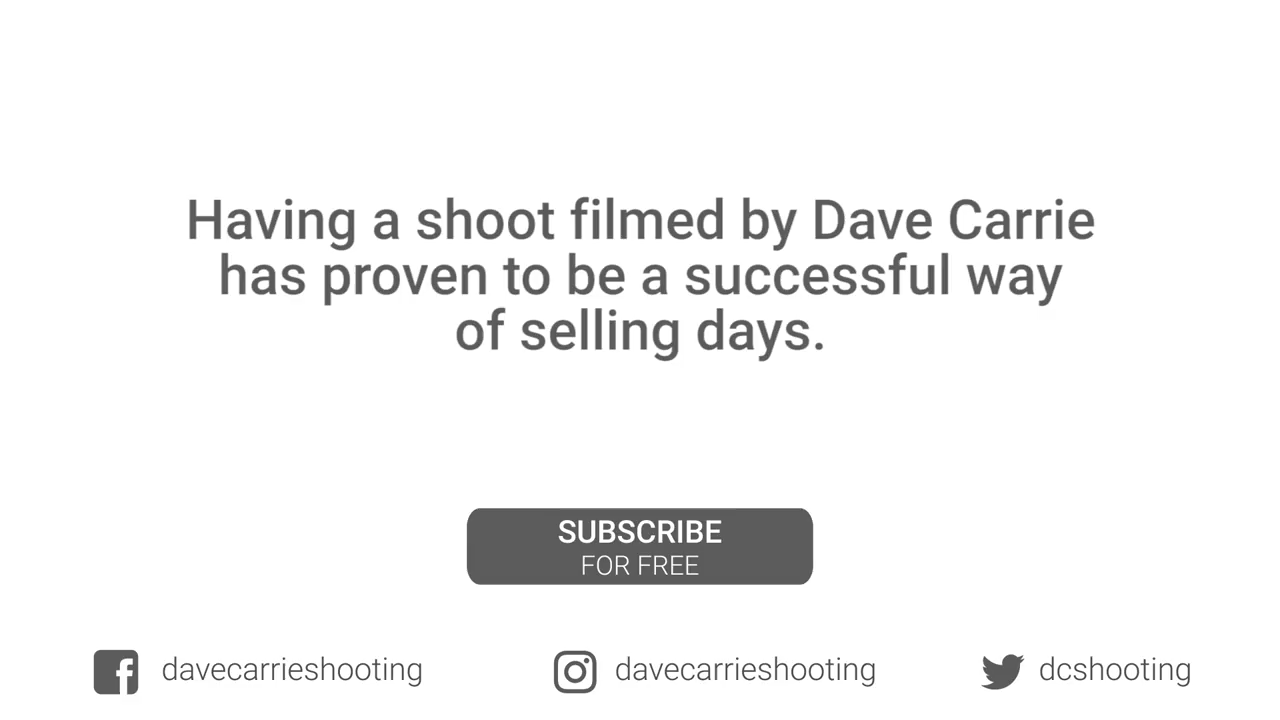 Having a shoot filmed by Dave Carrie
has proven to be a successful way
of selling days.
SUBSCRIBE
FOR FREE
davecarrieshooting
davecarrieshooting
dcshooting